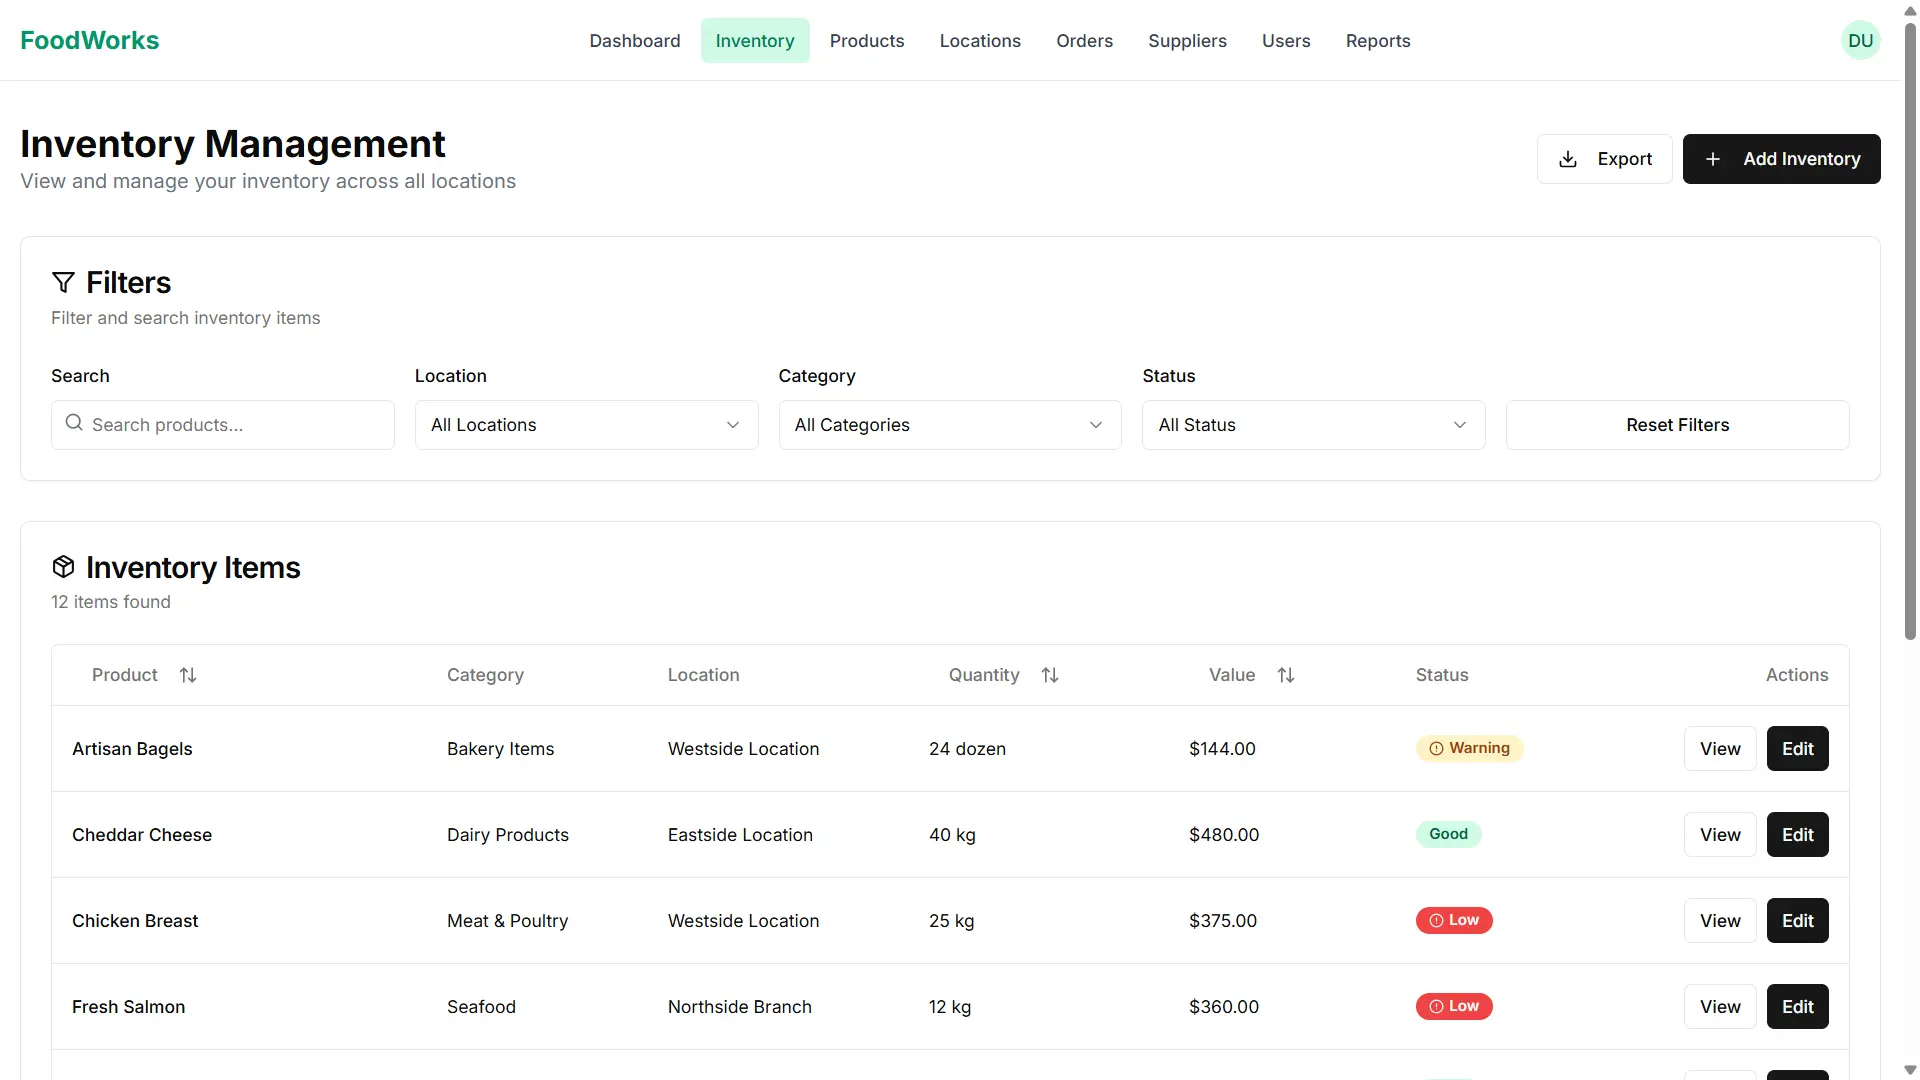 FoodWorks
Dashboard Inventory Products Locations Orders Suppliers Users Reports DU
Inventory Management
View and manage your inventory across all locations
Export Add Inventory
Filters
Filter and search inventory items
Search Location Category Status
Search products... All Locations All Categories All Status Reset Filters
Inventory Items
12 items found
Product Category Location Quantity Value Status Actions
Artisan Bagels Bakery Items Westside Location 24 dozen $144.00 Warning View Edit
Cheddar Cheese Dairy Products Eastside Location 40 kg $480.00 Good View Edit
Chicken Breast Meat & Poultry Westside Location 25 kg $375.00 Low View Edit
Fresh Salmon Seafood Northside Branch 12 kg $360.00 Low View Edit